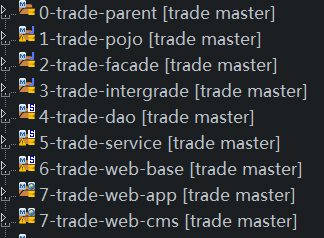 0-trade-parent [trade master]
1-trade-pojo [trade master]
2-trade-facade [trade master]
3-trade-intergrade [trade master]
4-trade-dao [trade master]
5-trade-service [trade master]
6-trade-web-base [trade master]
7-trade-web-app [trade master]
7-trade-web-cms [trade master]